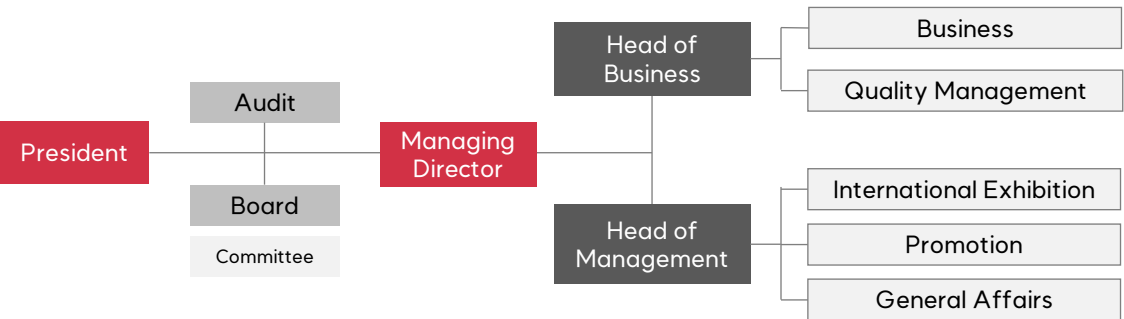 President
Audit
Board
Committee
Managing
Director
Head of
Business
Business
Quality Management
Head of
Management
International Exhibition
Promotion
General Affairs